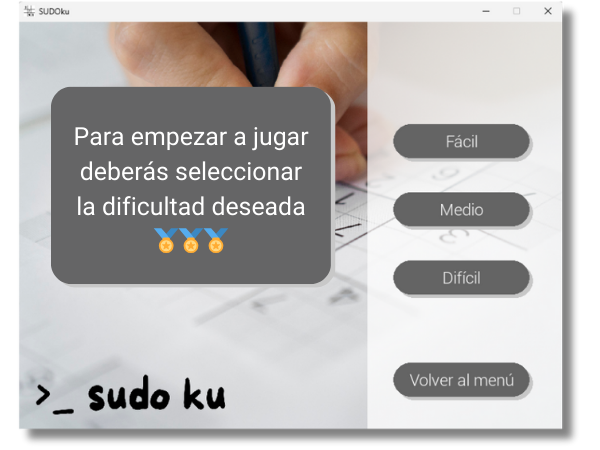 SUDOku
Para empezar a jugar
deberás seleccionar
la dificultad deseada
🏅🏅🏅
Fácil
Medio
Difícil
Volver al menú
>_ sudo ku